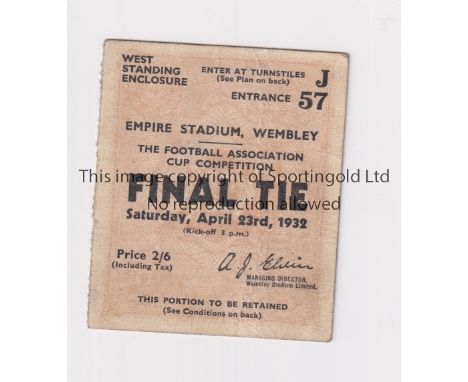 WEST
STANDING
ENCLOSURE
ENTER AT TURNSTILES
(See Plan on back)
J
ENTRANCE 57
EMPIRE STADIUM, WEMBLEY
THE FOOTBALL ASSOCIATION
CUP COMPETITION
This image copyright of Sportingold Ltd
FINAL TIE
No reproduction allowed
Saturday, April 23rd, 1932
(Kick-off 3 p.m.)
Price 2/6
(Including Tax)
A. J. Elvin
MANAGING DIRECTOR,
Wembley Stadium Limited.
THIS PORTION TO BE RETAINED
(See Conditions on back)